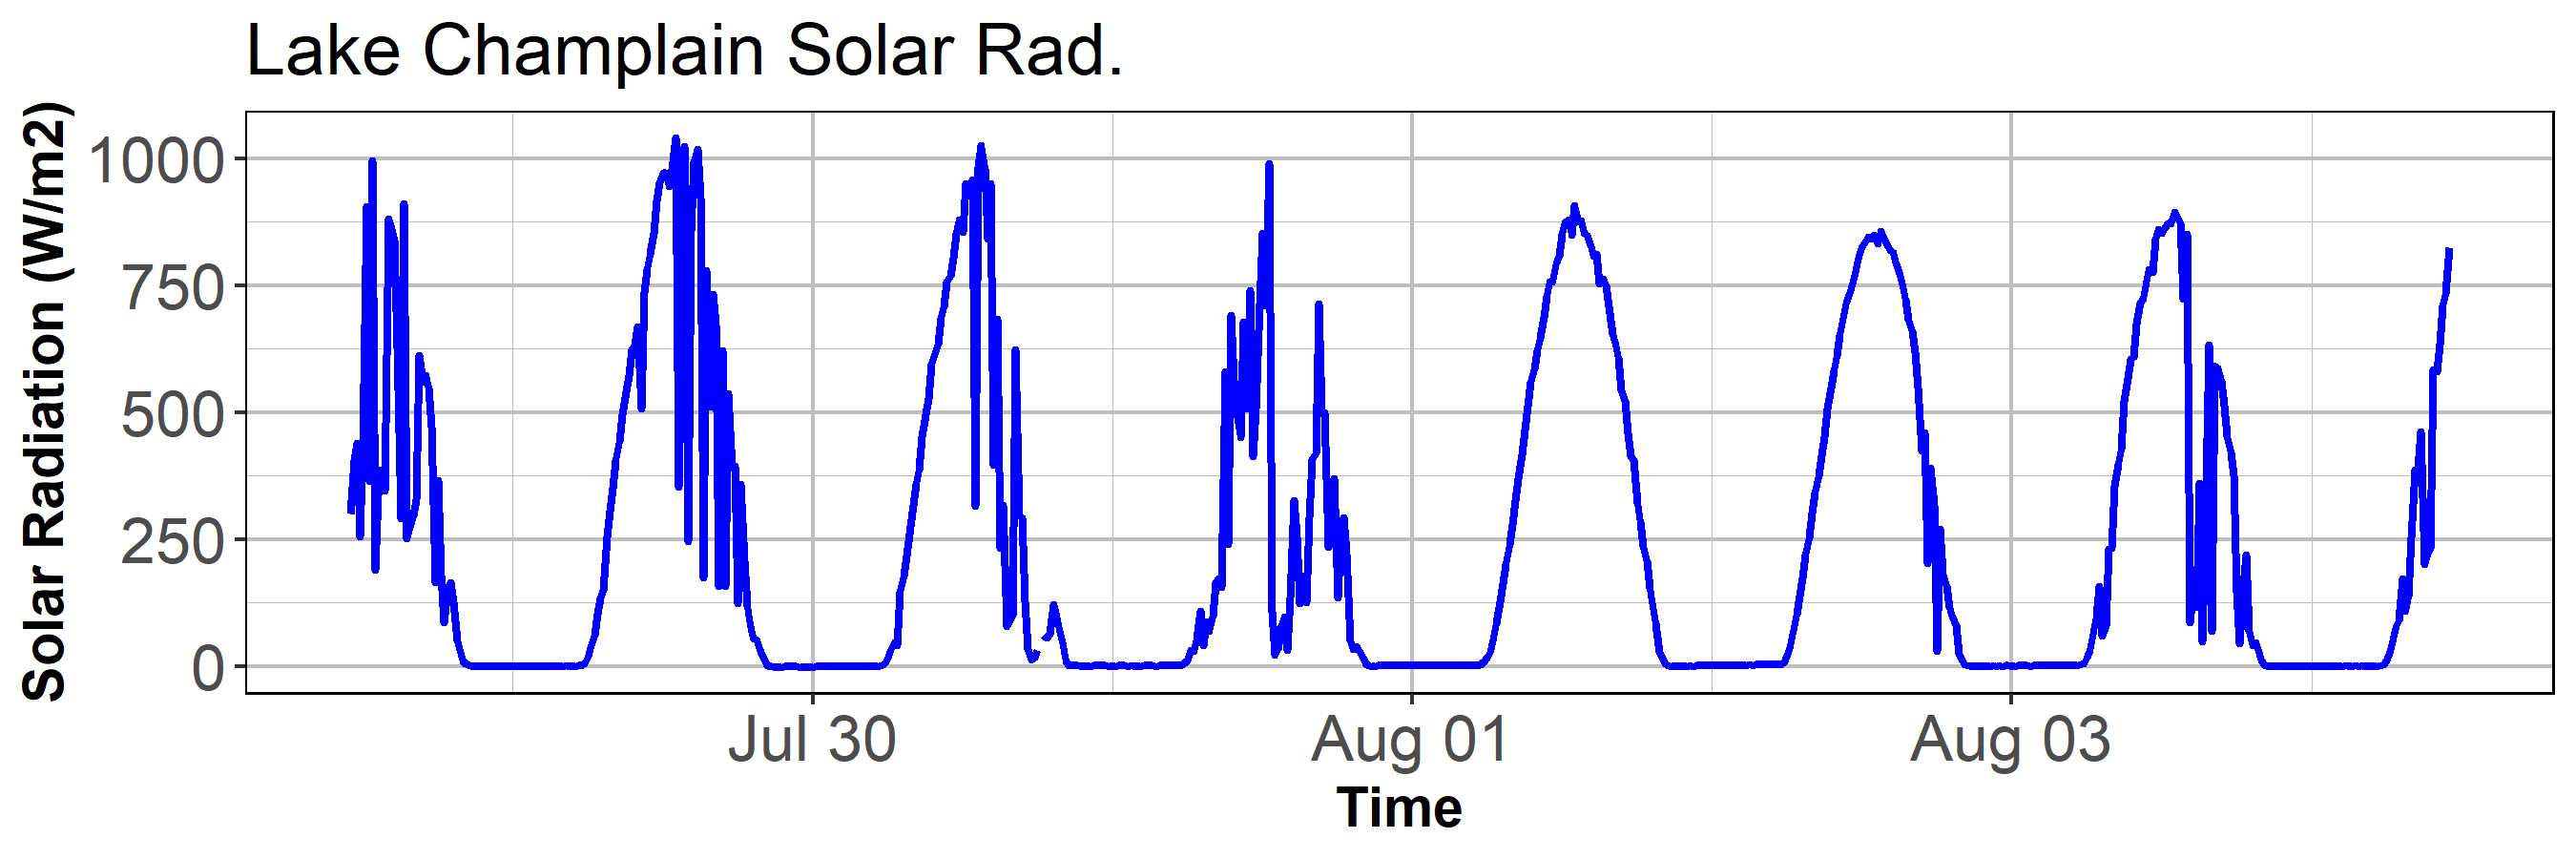 Lake Champlain Solar Rad.
Solar Radiation (W/m2)
1000
750
500
250
0
Jul 30
Aug 01
Aug 03
Time